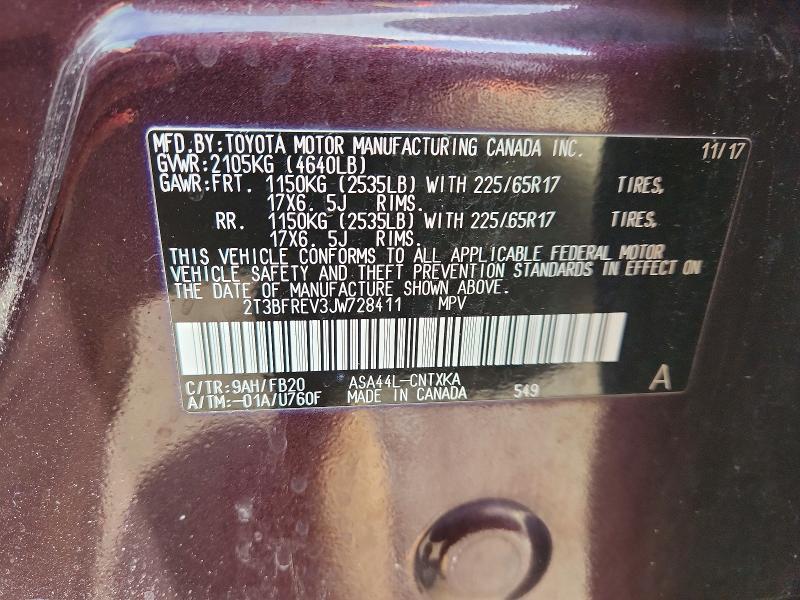 MFD.BY:TOYOTA MOTOR MANUFACTURING CANADA INC. 11/17
GVWR:2105KG (4640LB)
GAWR:FRT. 1150KG (2535LB) WITH 225/65R17 TIRES,
17X6. 5J RIMS.
RR. 1150KG (2535LB) WITH 225/65R17 TIRES,
17X6. 5J RIMS.
THIS VEHICLE CONFORMS TO ALL APPLICABLE FEDERAL MOTOR
VEHICLE SAFETY AND THEFT PREVENTION STANDARDS IN EFFECT ON
THE DATE OF MANUFACTURE SHOWN ABOVE.
2T3BFREV3JW728411 MPV
C/TR:9AH/FB20 ASA44L-CNTXKA A
A/TM:-01A/U760F MADE IN CANADA 549